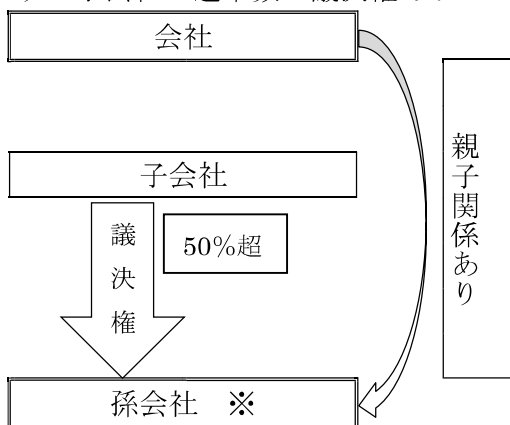 会社
子会社
議決権
50%超
親子関係あり
孫会社 ※